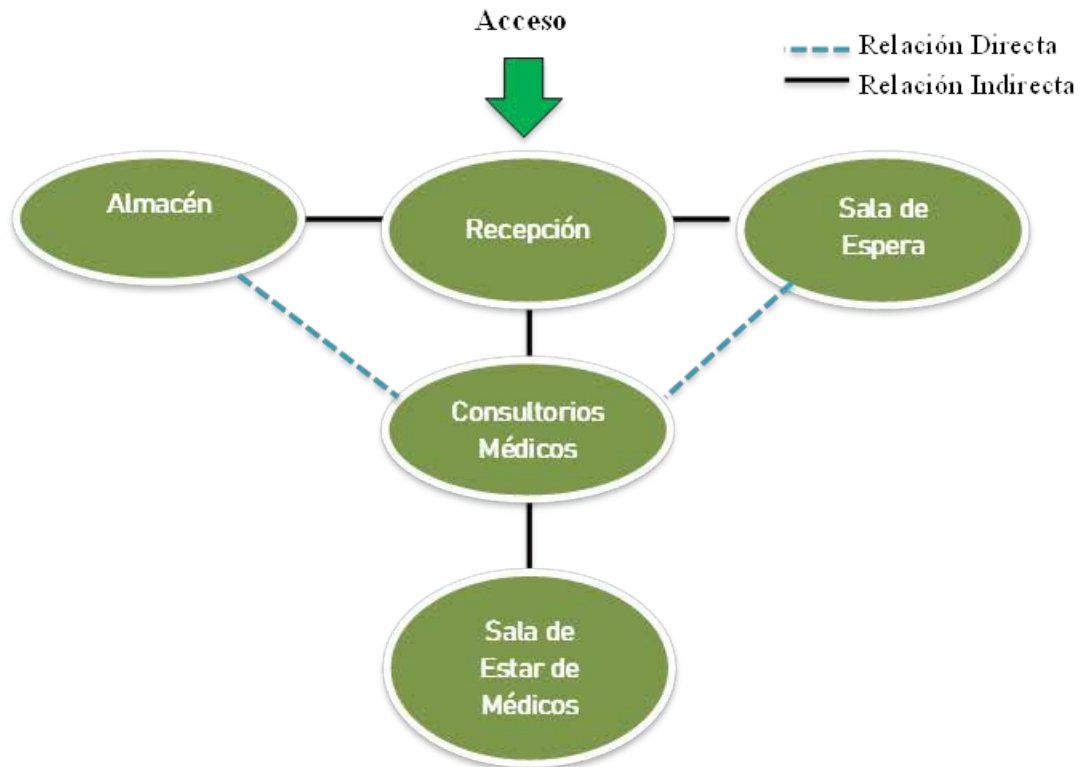 Acceso
Relación Directa
Relación Indirecta
Almacén
Recepción
Sala de
Espera
Consultorios
Médicos
Sala de
Estar de
Médicos